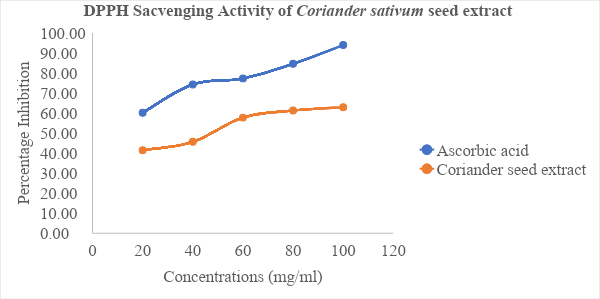 DPPH Sacvenging Activity of Coriander sativum seed extract
100.00
90.00
80.00
70.00
60.00
50.00
40.00
30.00
20.00
10.00
0.00
Percentage Inhibition
0 20 40 60 80 100 120
Concentrations (mg/ml)
Ascorbic acid
Coriander seed extract